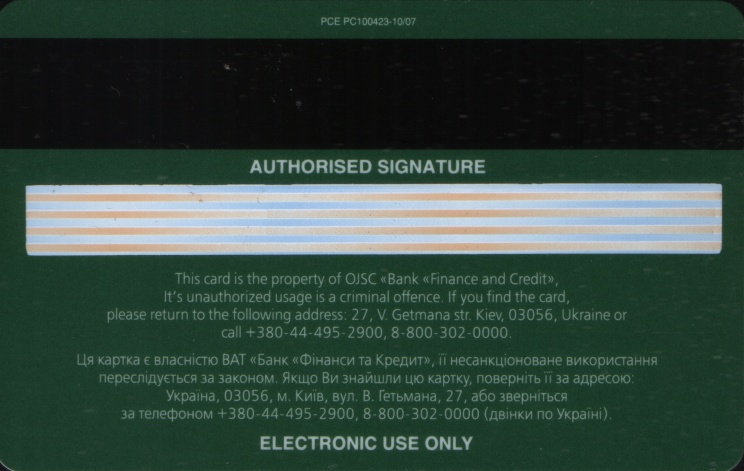 PCE PC100423-10/07
AUTHORISED SIGNATURE
This card is the property of OJSC «Bank «Finance and Credit»,
It's unauthorized usage is a criminal offence. If you find the card,
please return to the following address: 27, V. Getmana str. Kiev, 03056, Ukraine or
call +380-44-495-2900, 8-800-302-0000.
Ця картка є власністю ВАТ «Банк «Фінанси та Кредит», її несанкціоноване використання
переслідується за законом. Якщо Ви знайшли цю картку, поверніть її за адресою:
Україна, 03056, м. Київ, вул. В. Гетьмана, 27, або зверніться
за телефоном +380-44-495-2900, 8-800-302-0000 (двінки по Україні).
ELECTRONIC USE ONLY